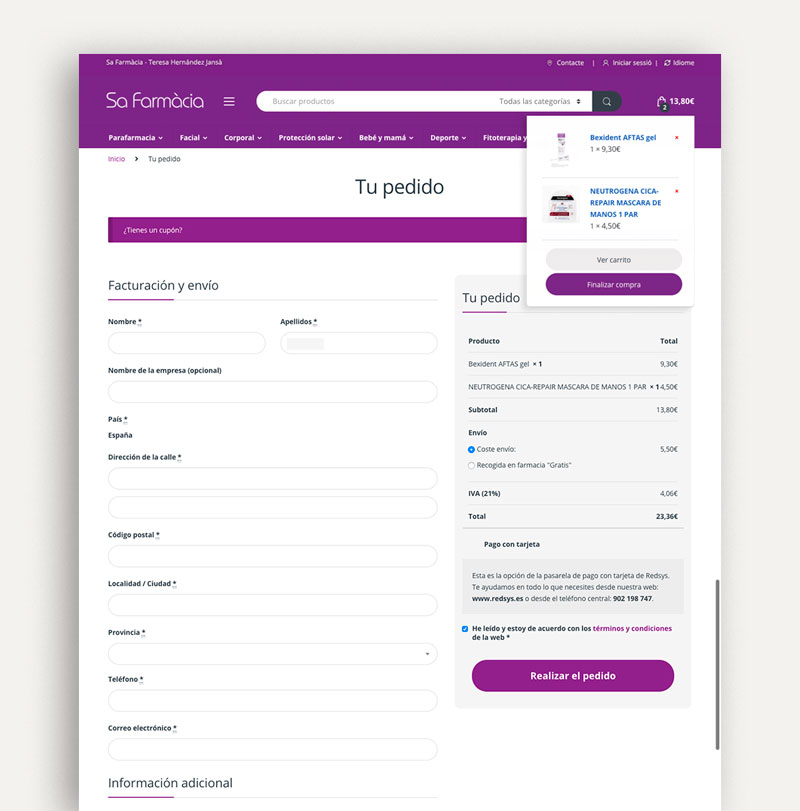 Sa Farmàcia - Teresa Hernández Jansà
Contacte | Iniciar sessió | Idiome
Sa Farmàcia
Buscar productos
Todas las categorías
13,80€
2
Parafarmacia
Facial
Corporal
Protección solar
Bebé y mamá
Deporte
Fitoterapia y
Bexident AFTAS gel ×
1 × 9,30€
NEUTROGENA CICA- ×
REPAIR MASCARA DE
MANOS 1 PAR
1 × 4,50€
Ver carrito
Finalizar compra
Inicio > Tu pedido
Tu pedido
¿Tienes un cupón?
Facturación y envío
Nombre *
Apellidos *
Nombre de la empresa (opcional)
País *
España
Dirección de la calle *
Código postal *
Localidad / Ciudad *
Provincia *
Teléfono *
Correo electrónico *
Información adicional
Tu pedido
Producto Total
Bexident AFTAS gel × 1 9,30€
NEUTROGENA CICA-REPAIR MASCARA DE MANOS 1 PAR × 1 4,50€
Subtotal 13,80€
Envío
Coste envío: 5,50€
Recogida en farmacia "Gratis"
IVA (21%) 4,06€
Total 23,36€
Pago con tarjeta
Esta es la opción de la pasarela de pago con tarjeta de Redsys.
Te ayudamos en todo lo que necesites desde nuestra web:
www.redsys.es o desde el teléfono central: 902 198 747.
He leído y estoy de acuerdo con los términos y condiciones
de la web *
Realizar el pedido